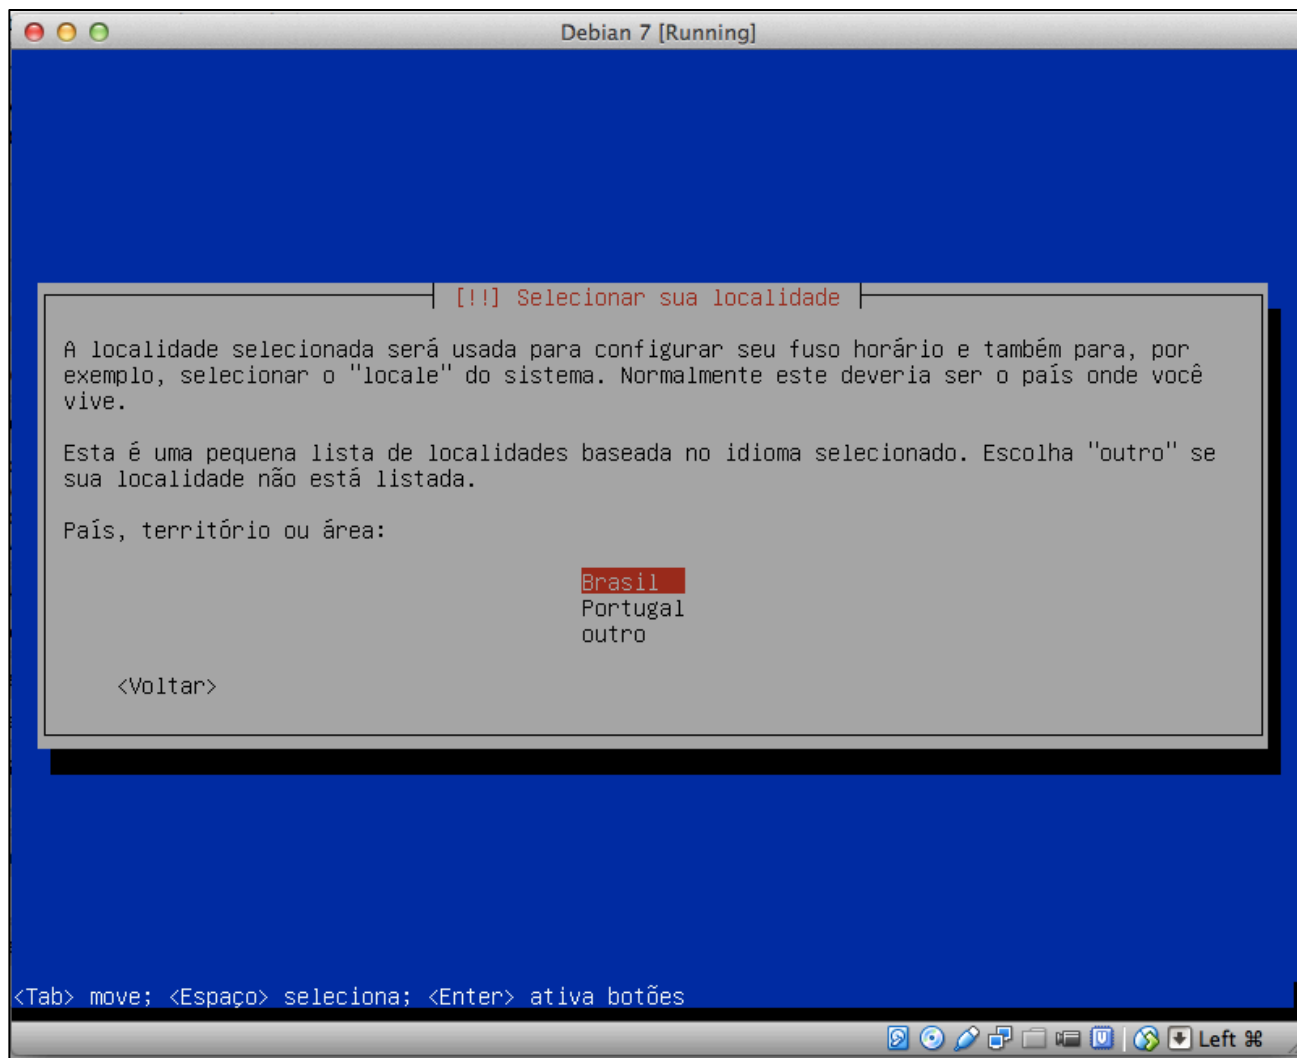 Debian 7 [Running]
[!!] Selecionar sua localidade
A localidade selecionada será usada para configurar seu fuso horário e também para, por
exemplo, selecionar o "locale" do sistema. Normalmente este deveria ser o país onde você
vive.
Esta é uma pequena lista de localidades baseada no idioma selecionado. Escolha "outro" se
sua localidade não está listada.
País, território ou área:
Brasil
Portugal
outro
<Voltar>
<Tab> move; <Espaço> seleciona; <Enter> ativa botões
Left ⌘